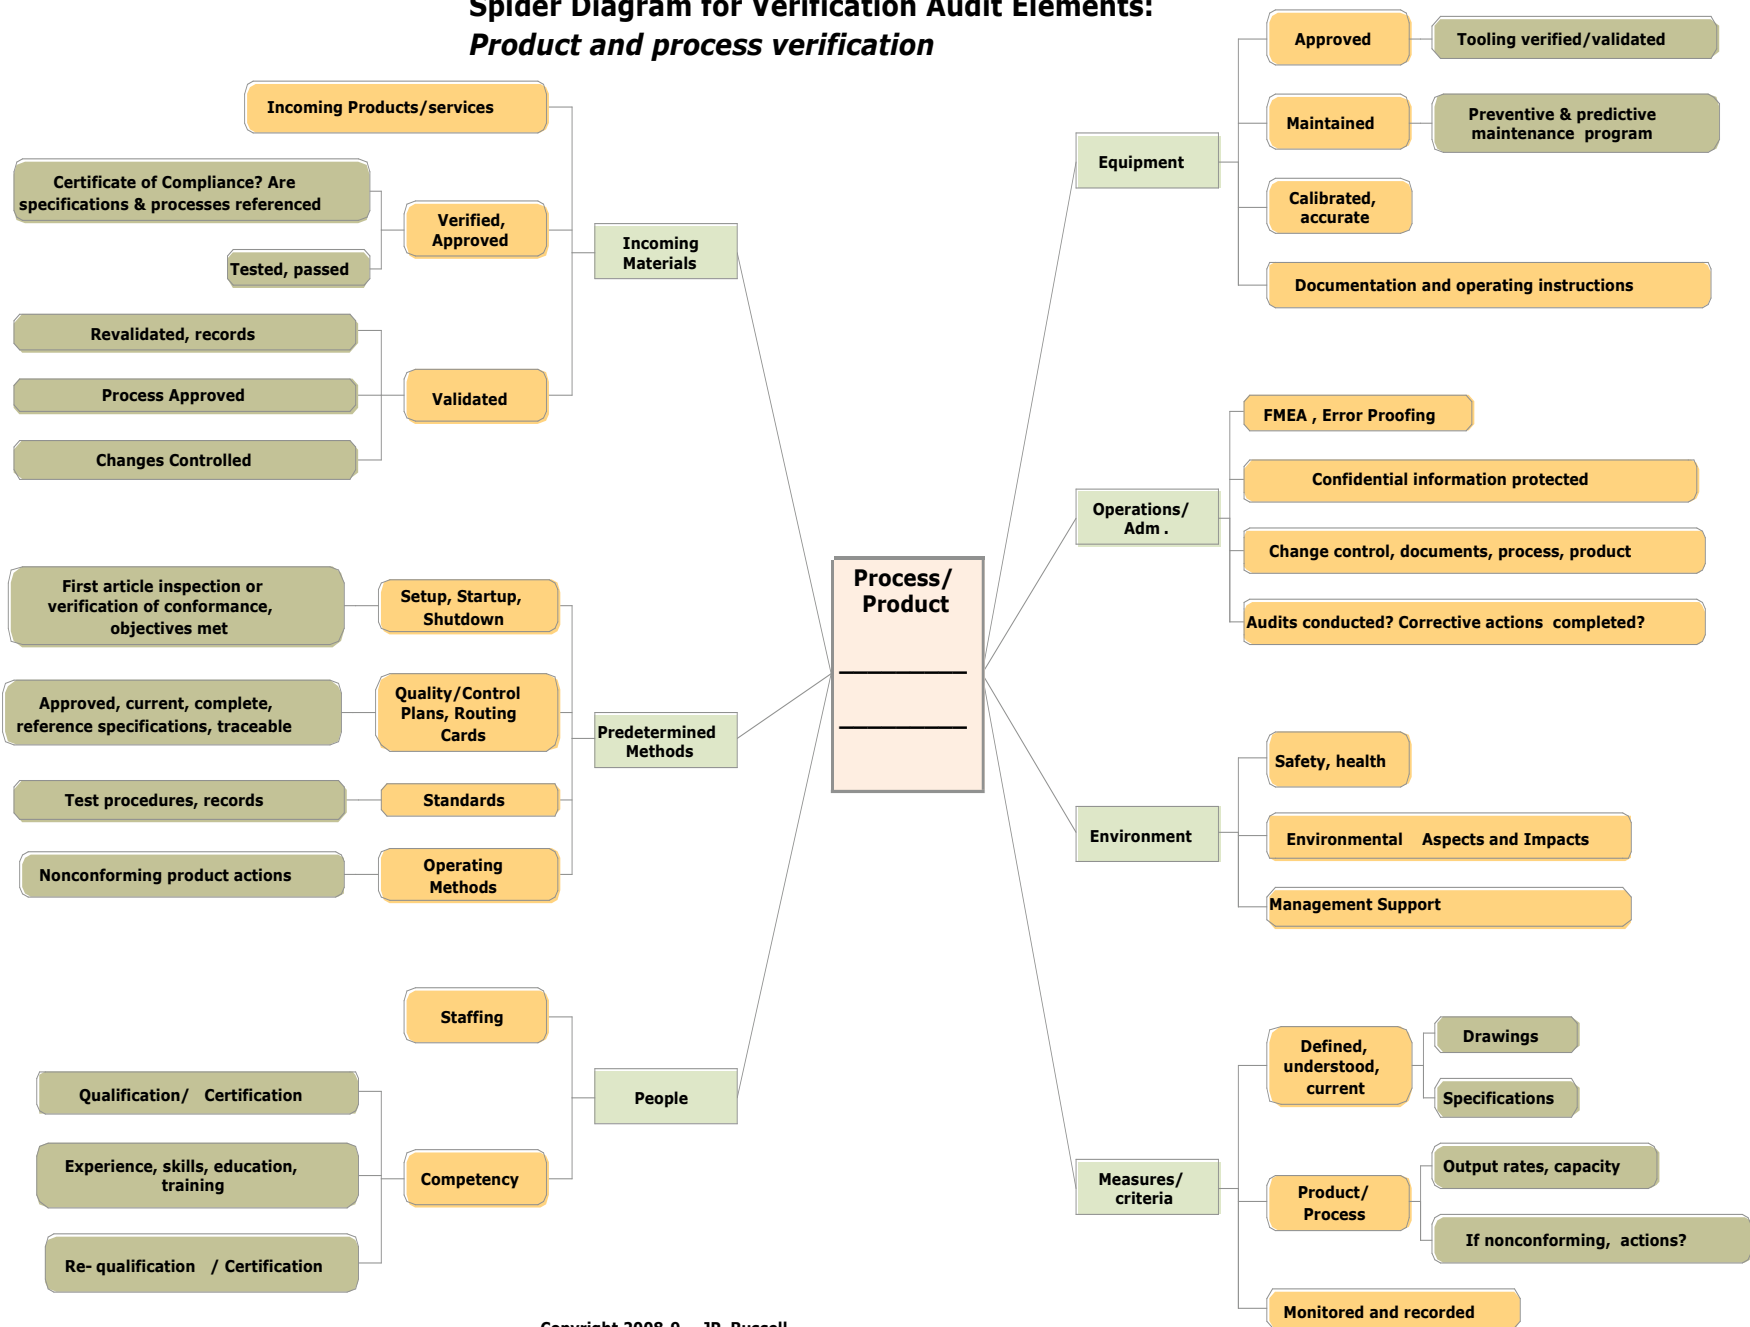 Spider Diagram for Verification Audit Elements:
Product and process verification
Incoming Products/services
Certificate of Compliance? Are
specifications & processes referenced
Verified,
Approved
Tested, passed
Incoming
Materials
Revalidated, records
Process Approved
Validated
Changes Controlled
First article inspection or
verification of conformance,
objectives met
Setup, Startup,
Shutdown
Approved, current, complete,
reference specifications, traceable
Quality/Control
Plans, Routing
Cards
Predetermined
Methods
Test procedures, records
Standards
Nonconforming product actions
Operating
Methods
Staffing
Qualification/ Certification
People
Experience, skills, education,
training
Competency
Re- qualification / Certification
Process/
Product
_________
_________
Equipment
Approved
Tooling verified/validated
Maintained
Preventive & predictive
maintenance program
Calibrated,
accurate
Documentation and operating instructions
Operations/
Adm .
FMEA , Error Proofing
Confidential information protected
Change control, documents, process, product
Audits conducted? Corrective actions completed?
Environment
Safety, health
Environmental Aspects and Impacts
Management Support
Measures/
criteria
Defined,
understood,
current
Drawings
Specifications
Product/
Process
Output rates, capacity
If nonconforming, actions?
Monitored and recorded
Copyright 2008-9 JP Russell